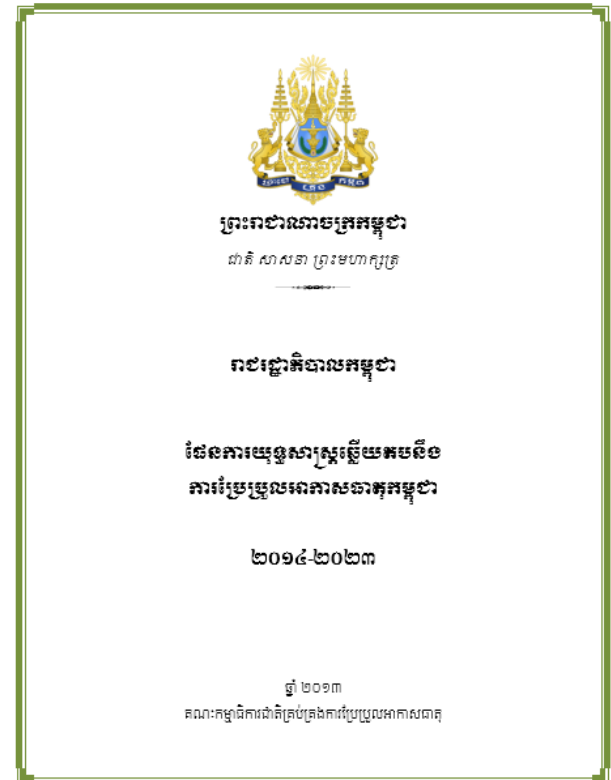 ព្រះរាជាណាចក្រកម្ពុជា
ជាតិ សាសនា ព្រះមហាក្សត្រ
រាជរដ្ឋាភិបាលកម្ពុជា
ផែនការយុទ្ធសាស្ត្រឆ្លើយតបនឹង
ការប្រែប្រួលអាកាសធាតុកម្ពុជា
២០១៤-២០២៣
ឆ្នាំ ២០១៣
គណៈកម្មាធិការជាតិគ្រប់គ្រងការប្រែប្រួលអាកាសធាតុ